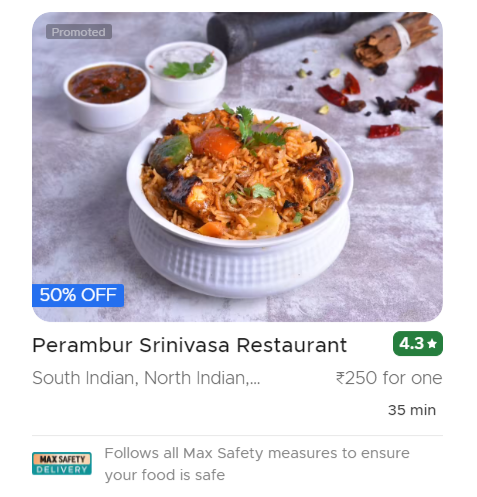 Promoted
50% OFF
Perambur Srinivasa Restaurant
4.3★
South Indian, North Indian,...
₹250 for one
35 min
MAX SAFETY
DELIVERY
Follows all Max Safety measures to ensure
your food is safe